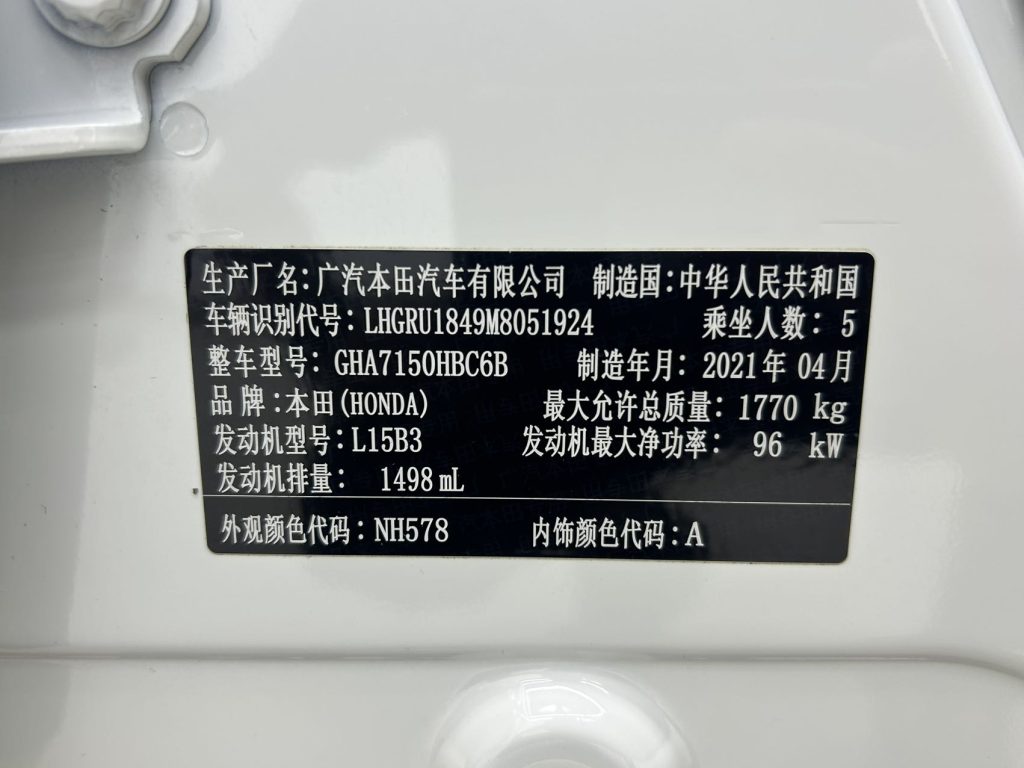 生产厂名:广汽本田汽车有限公司 制造国:中华人民共和国
车辆识别代号:LHGRU1849M8051924 乘坐人数: 5
整车型号: GHA7150HBC6B 制造年月: 2021年 04月
品 牌:本田(HONDA) 最大允许总质量: 1770 kg
发动机型号:L15B3 发动机最大净功率: 96 kW
发动机排量: 1498 mL
外观颜色代码:NH578 内饰颜色代码:A